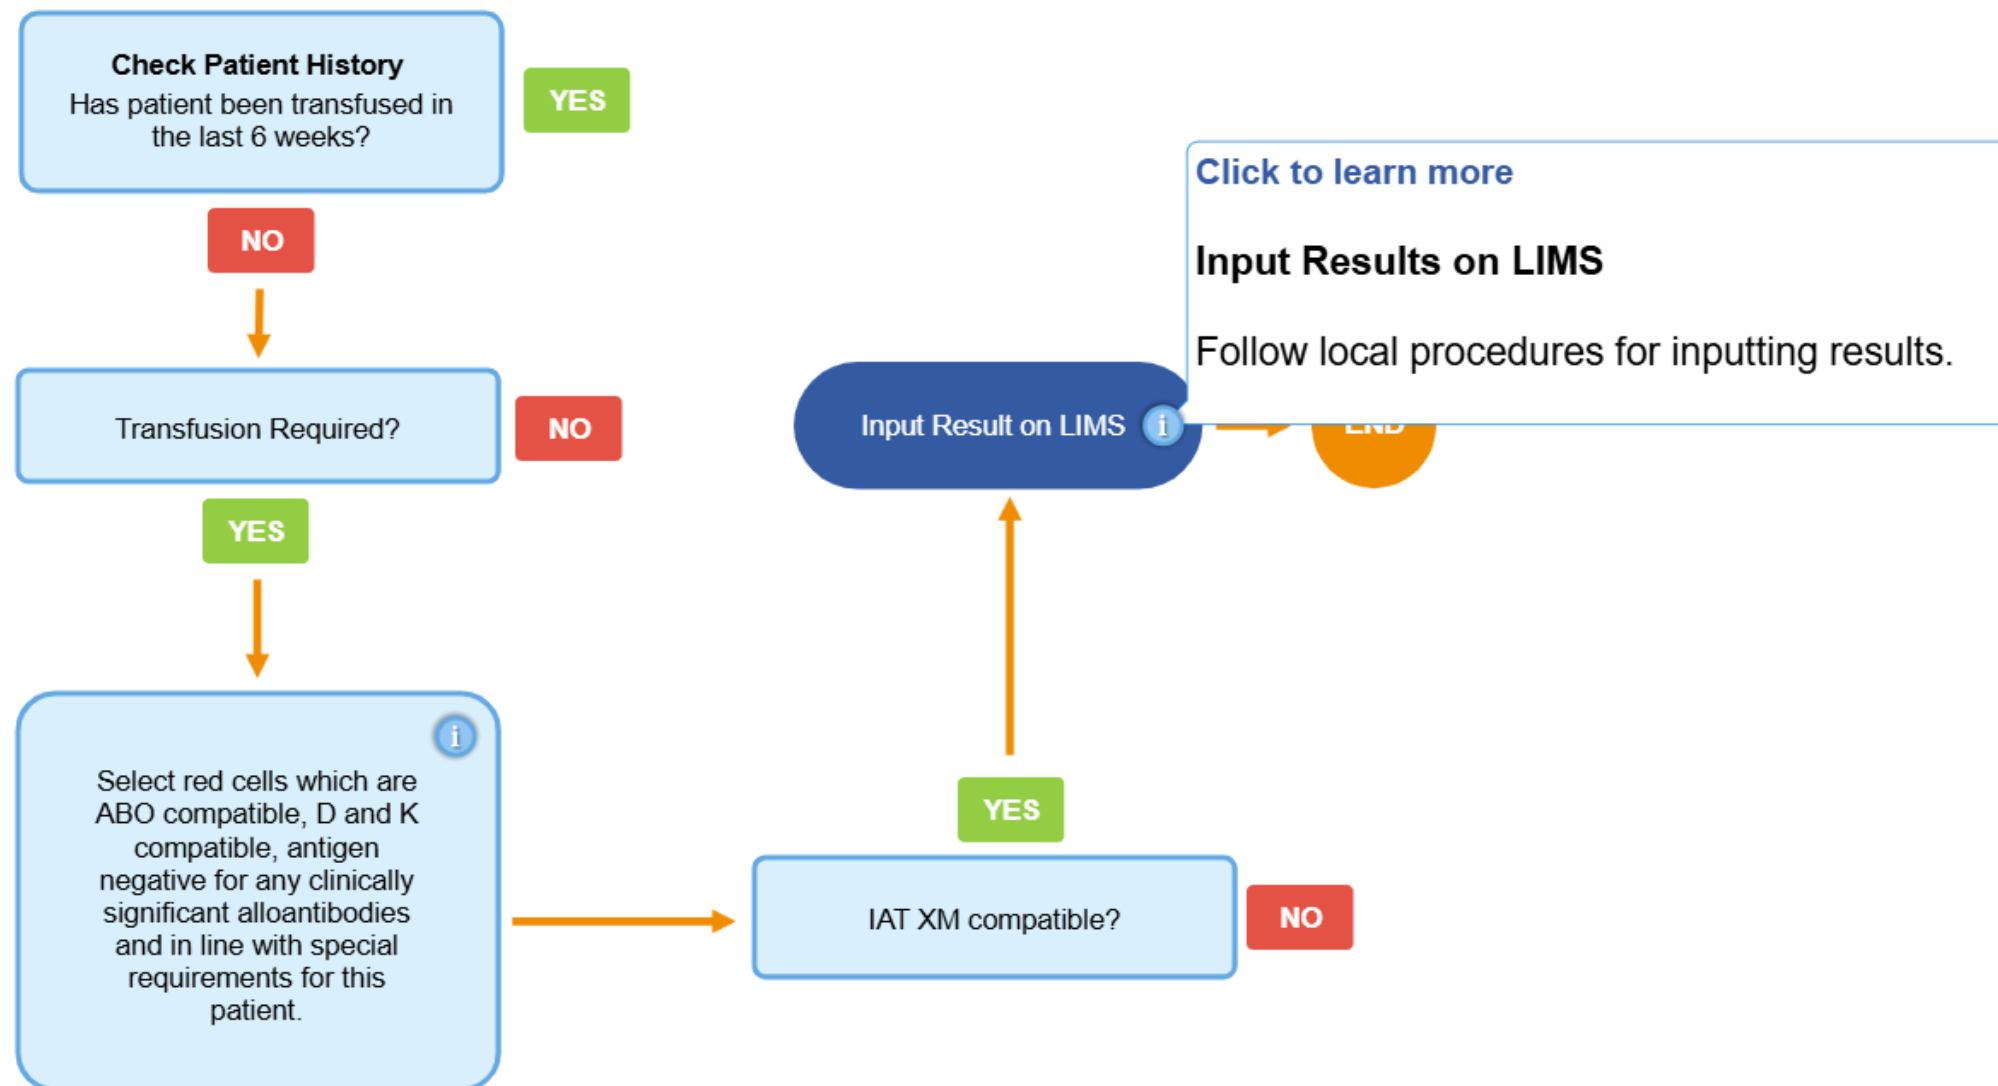 Check Patient History
Has patient been transfused in
the last 6 weeks?
YES
NO
Transfusion Required?
NO
YES
Select red cells which are
ABO compatible, D and K
compatible, antigen
negative for any clinically
significant alloantibodies
and in line with special
requirements for this
patient.
IAT XM compatible?
YES
NO
Input Result on LIMS
Click to learn more
Input Results on LIMS
Follow local procedures for inputting results.
END